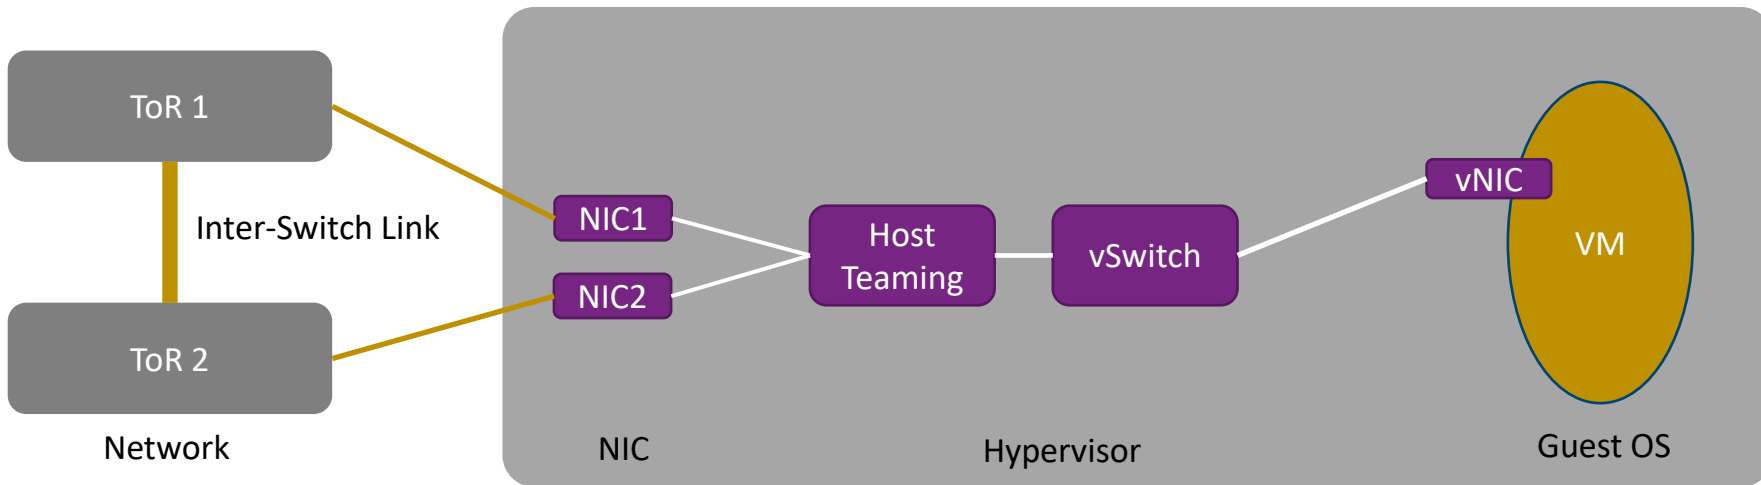 ToR 1
Inter-Switch Link
ToR 2
Network
NIC1
NIC2
NIC
Host
Teaming
vSwitch
Hypervisor
vNIC
VM
Guest OS